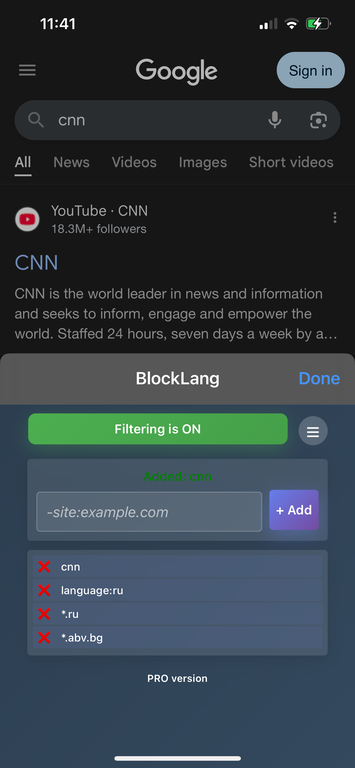 11:41
Google
Sign in
cnn
All News Videos Images Short videos
YouTube · CNN
18.3M+ followers
CNN
CNN is the world leader in news and information
and seeks to inform, engage and empower the
world. Staffed 24 hours, seven days a week by a...
BlockLang
Done
Filtering is ON
Added: cnn
-site:example.com
+ Add
cnn
language:ru
*.ru
*.abv.bg
PRO version